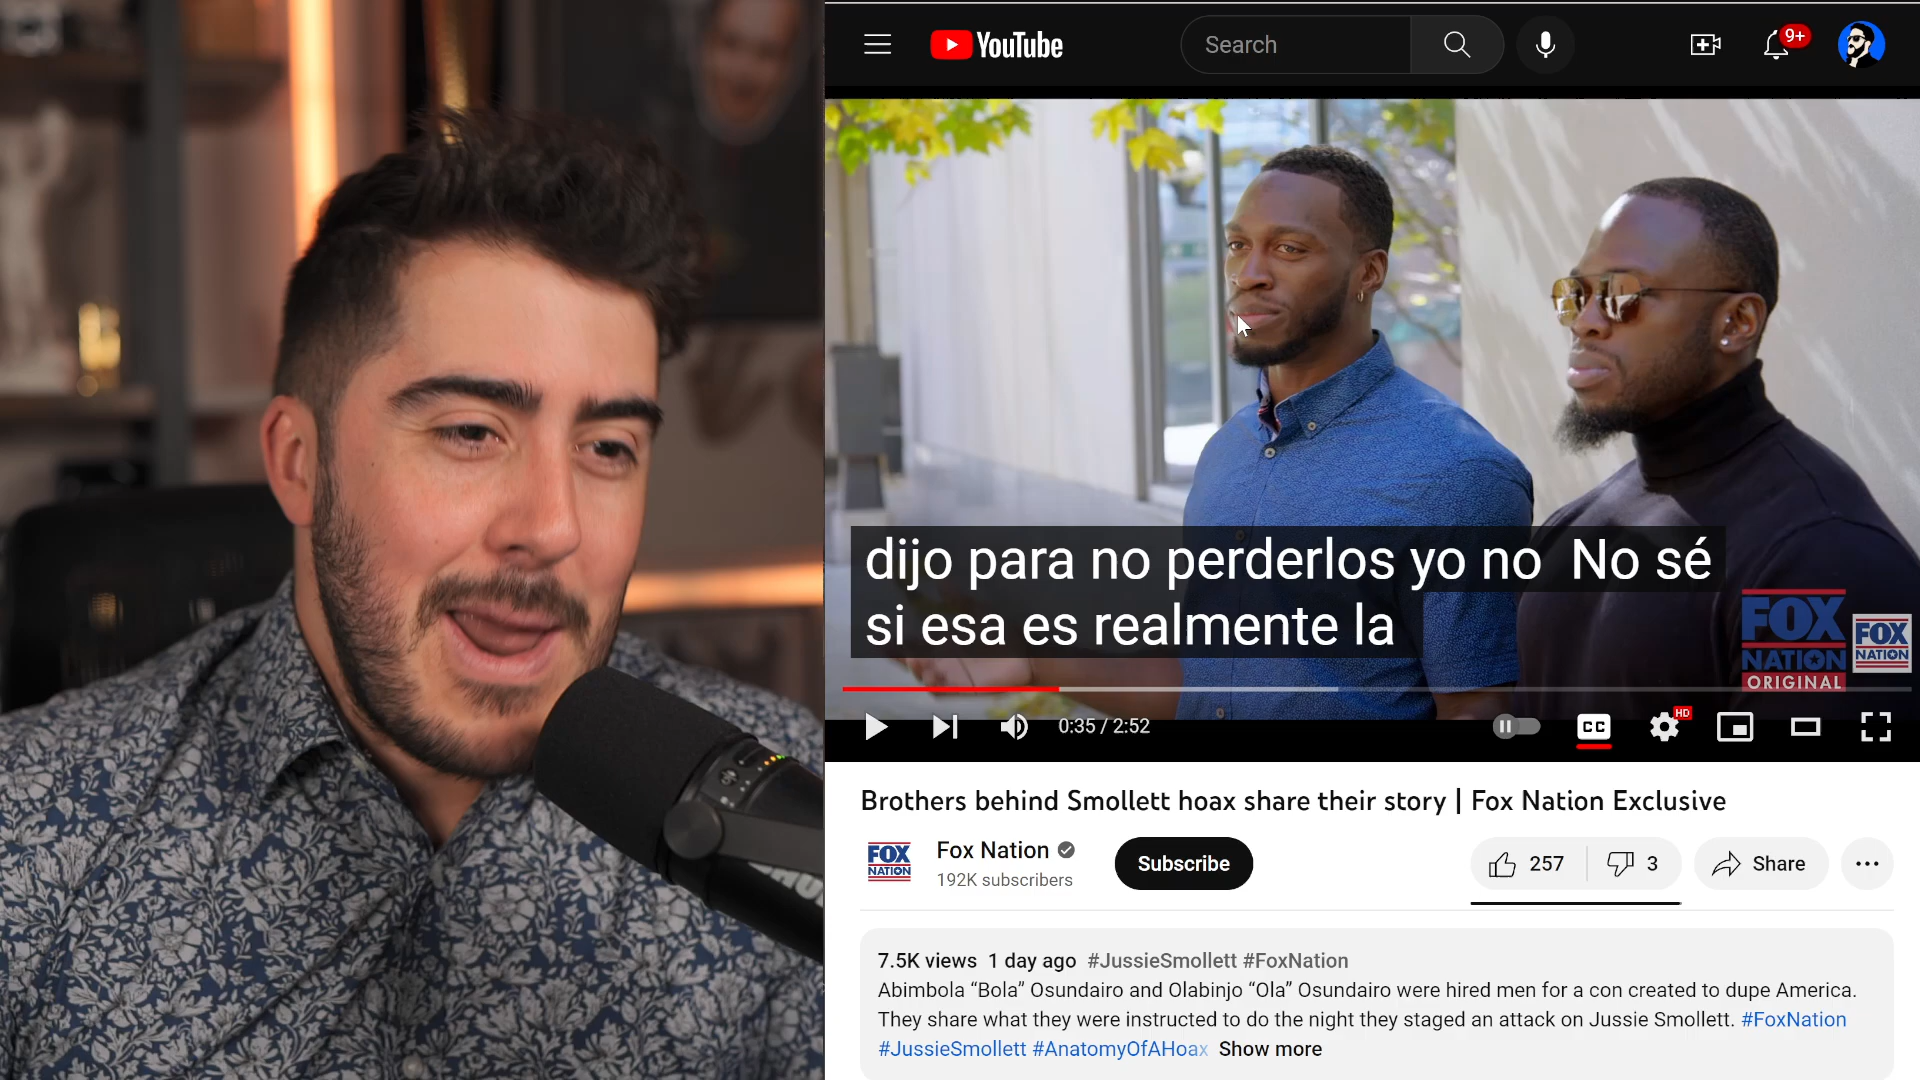 YouTube
Search
9+
dijo para no perderlos yo no  No sé
si esa es realmente la
FOX
NATION
ORIGINAL
FOX
NATION
0:35 / 2:52
CC
HD
Brothers behind Smollett hoax share their story | Fox Nation Exclusive
FOX
NATION
Fox Nation
192K subscribers
Subscribe
257
3
Share
7.5K views 1 day ago #JussieSmollett #FoxNation
Abimbola “Bola” Osundairo and Olabinjo “Ola” Osundairo were hired men for a con created to dupe America.
They share what they were instructed to do the night they staged an attack on Jussie Smollett. #FoxNation
#JussieSmollett #AnatomyOfAHoax Show more